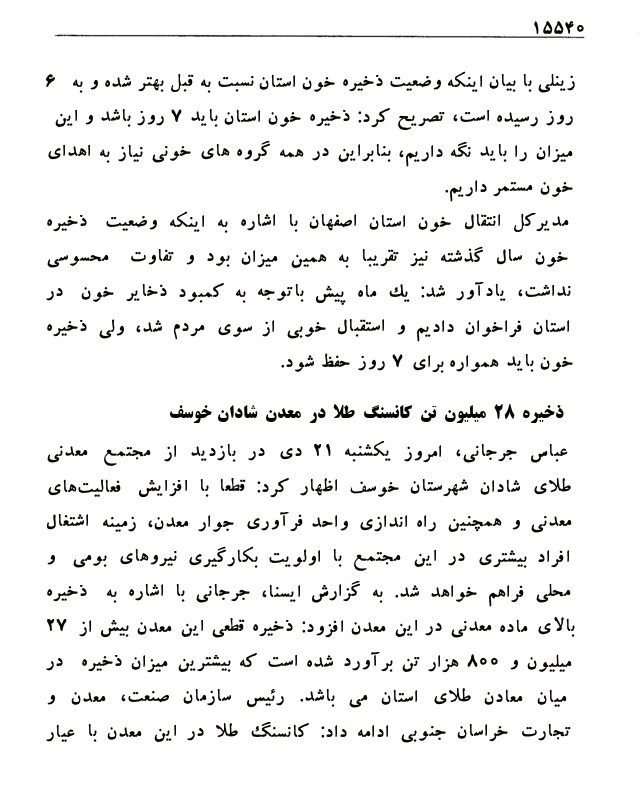 ۱۵۵۴۰
زینلی با بیان اینکه وضعیت ذخیره خون استان نسبت به قبل بهتر شده و به ۶
روز رسیده است، تصریح کرد: ذخیره خون استان باید ۷ روز باشد و این
میزان را باید نگه داریم، بنابراین در همه گروه های خونی نیاز به اهدای
خون مستمر داریم.
مدیرکل انتقال خون استان اصفهان با اشاره به اینکه وضعیت ذخیره
خون سال گذشته نیز تقریبا به همین میزان بود و تفاوت محسوسی
نداشت، یادآور شد: یك ماه پیش باتوجه به کمبود ذخایر خون در
استان فراخوان دادیم و استقبال خوبی از سوی مردم شد، ولی ذخیره
خون باید همواره برای ۷ روز حفظ شود.
ذخیره ۲۸ میلیون تن کانسنگ طلا در معدن شادان خوسف
عباس جرجانی، امروز یکشنبه ۲۱ دی در بازدید از مجتمع معدنی
طلای شادان شهرستان خوسف اظهار کرد: قطعا با افزایش فعالیت‌های
معدنی و همچنین راه اندازی واحد فرآوری جوار معدن، زمینه اشتغال
افراد بیشتری در این مجتمع با اولویت بکارگیری نیروهای بومی و
محلی فراهم خواهد شد. به گزارش ایسنا، جرجانی با اشاره به ذخیره
بالای ماده معدنی در این معدن افزود: ذخیره قطعی این معدن بیش از ۲۷
میلیون و ۸۰۰ هزار تن برآورد شده است که بیشترین میزان ذخیره در
میان معادن طلای استان می باشد. رئیس سازمان صنعت، معدن و
تجارت خراسان جنوبی ادامه داد: کانسنگ طلا در این معدن با عیار